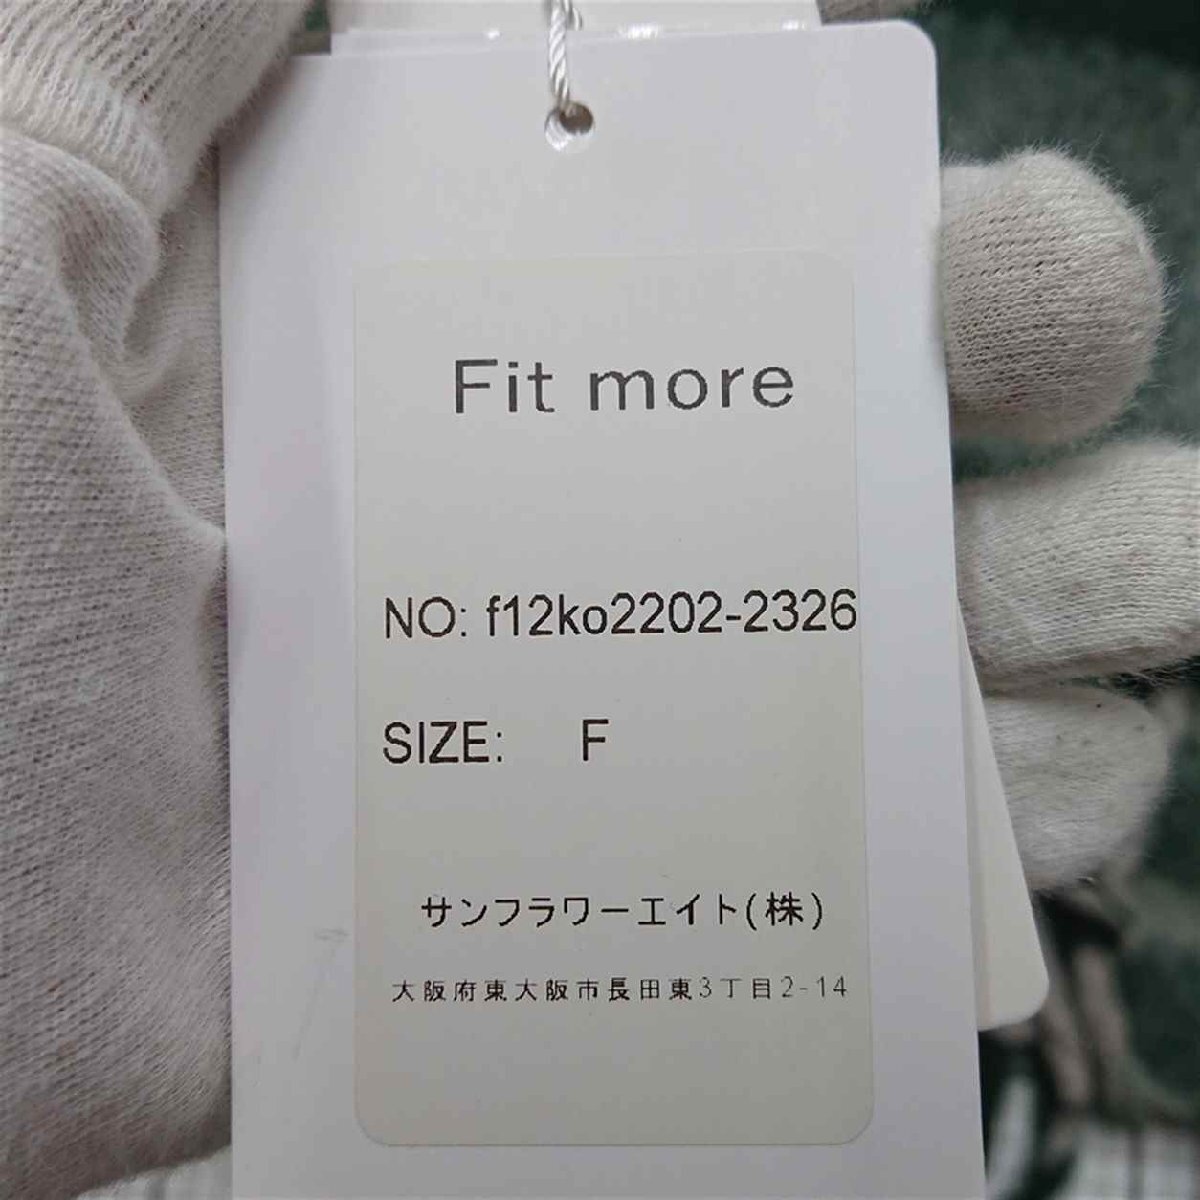 Fit more
NO: f12ko2202-2326
SIZE: F
サンフラワーエイト(株)
大阪府東大阪市長田東3丁目2-14